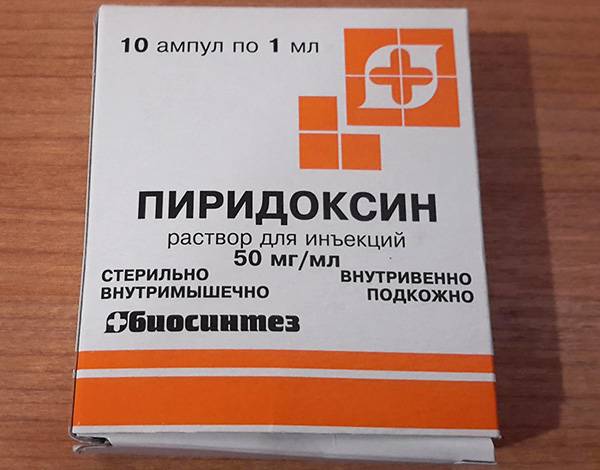 10 ампул по 1 мл
ПИРИДОКСИН
раствор для инъекций
50 мг/мл
СТЕРИЛЬНО
ВНУТРИМЫШЕЧНО
ВНУТРИВЕННО
ПОДКОЖНО
биосинтез